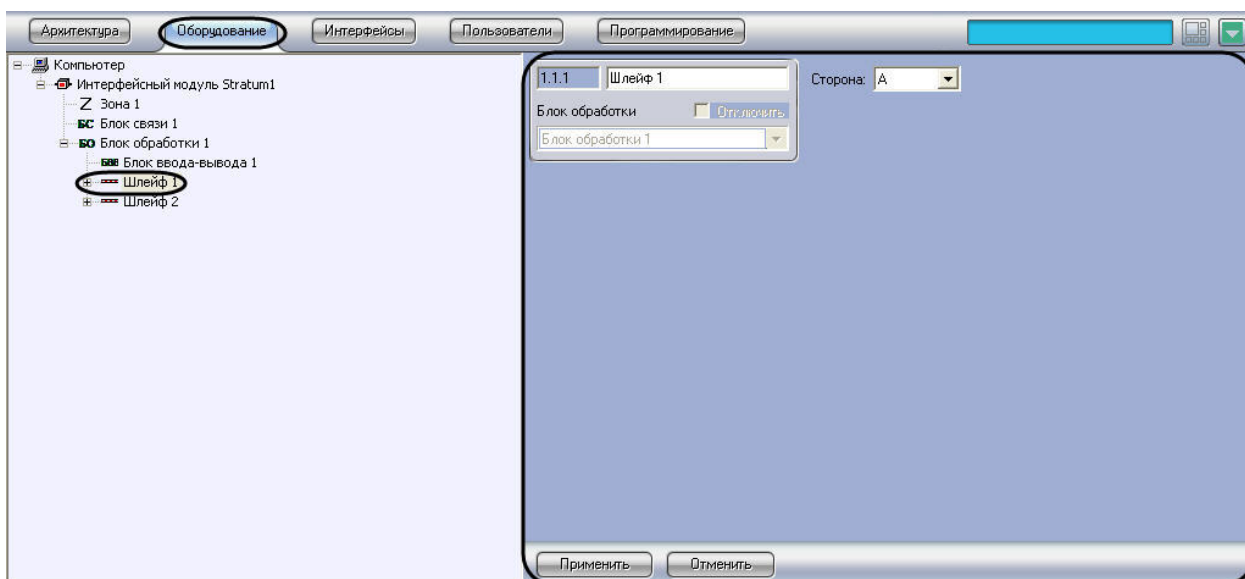 Архитектура Оборудование Интерфейсы Пользователи Программирование
Компьютер
Интерфейсный модуль Stratum1
Z Зона 1
БС Блок связи 1
БО Блок обработки 1
БВВ Блок ввода-вывода 1
Шлейф 1
Шлейф 2
1.1.1 Шлейф 1 Сторона: А
Блок обработки Отключить
Блок обработки 1
Применить Отменить